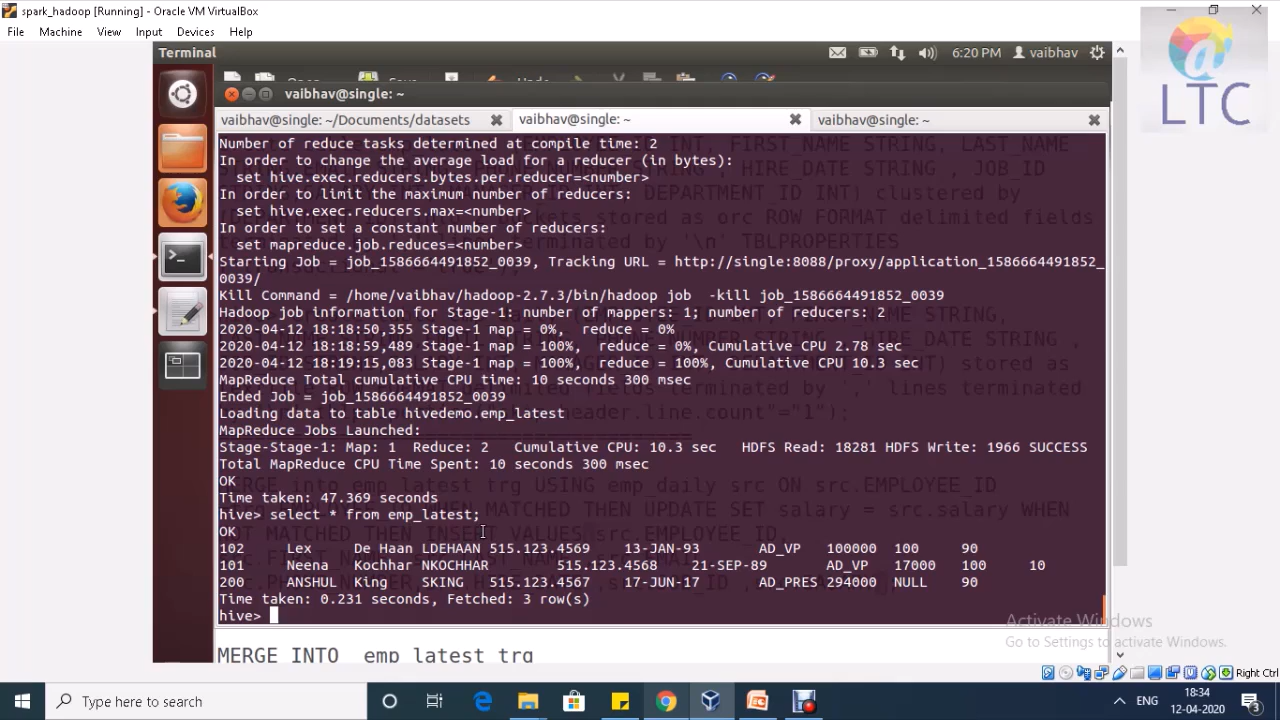 spark_hadoop [Running] - Oracle VM VirtualBox
File Machine View Input Devices Help
LTC
Terminal
6:20 PM vaibhav
vaibhav@single: ~
vaibhav@single: ~/Documents/datasets
vaibhav@single: ~
vaibhav@single: ~
Number of reduce tasks determined at compile time: 2
In order to change the average load for a reducer (in bytes):
  set hive.exec.reducers.bytes.per.reducer=<number>
In order to limit the maximum number of reducers:
  set hive.exec.reducers.max=<number>
In order to set a constant number of reducers:
  set mapreduce.job.reduces=<number>
Starting Job = job_1586664491852_0039, Tracking URL = http://single:8088/proxy/application_1586664491852_
0039/
Kill Command = /home/vaibhav/hadoop-2.7.3/bin/hadoop job  -kill job_1586664491852_0039
Hadoop job information for Stage-1: number of mappers: 1; number of reducers: 2
2020-04-12 18:18:50,355 Stage-1 map = 0%,  reduce = 0%
2020-04-12 18:18:59,489 Stage-1 map = 100%,  reduce = 0%, Cumulative CPU 2.78 sec
2020-04-12 18:19:15,083 Stage-1 map = 100%,  reduce = 100%, Cumulative CPU 10.3 sec
MapReduce Total cumulative CPU time: 10 seconds 300 msec
Ended Job = job_1586664491852_0039
Loading data to table hivedemo.emp_latest
MapReduce Jobs Launched:
Stage-Stage-1: Map: 1  Reduce: 2   Cumulative CPU: 10.3 sec   HDFS Read: 18281 HDFS Write: 1966 SUCCESS
Total MapReduce CPU Time Spent: 10 seconds 300 msec
OK
Time taken: 47.369 seconds
hive> select * from emp_latest;
OK
102 Lex De Haan LDEHAAN 515.123.4569 13-JAN-93 AD_VP 100000 100 90
101 Neena Kochhar NKOCHHAR 515.123.4568 21-SEP-89 AD_VP 17000 100 10
200 ANSHUL King SKING 515.123.4567 17-JUN-17 AD_PRES 294000 NULL 90
Time taken: 0.231 seconds, Fetched: 3 row(s)
hive>
Activate Windows
Go to Settings to activate Windows.
MERGE INTO emp_latest trg
Right Ctrl
Type here to search
ENG
18:34
12-04-2020
3